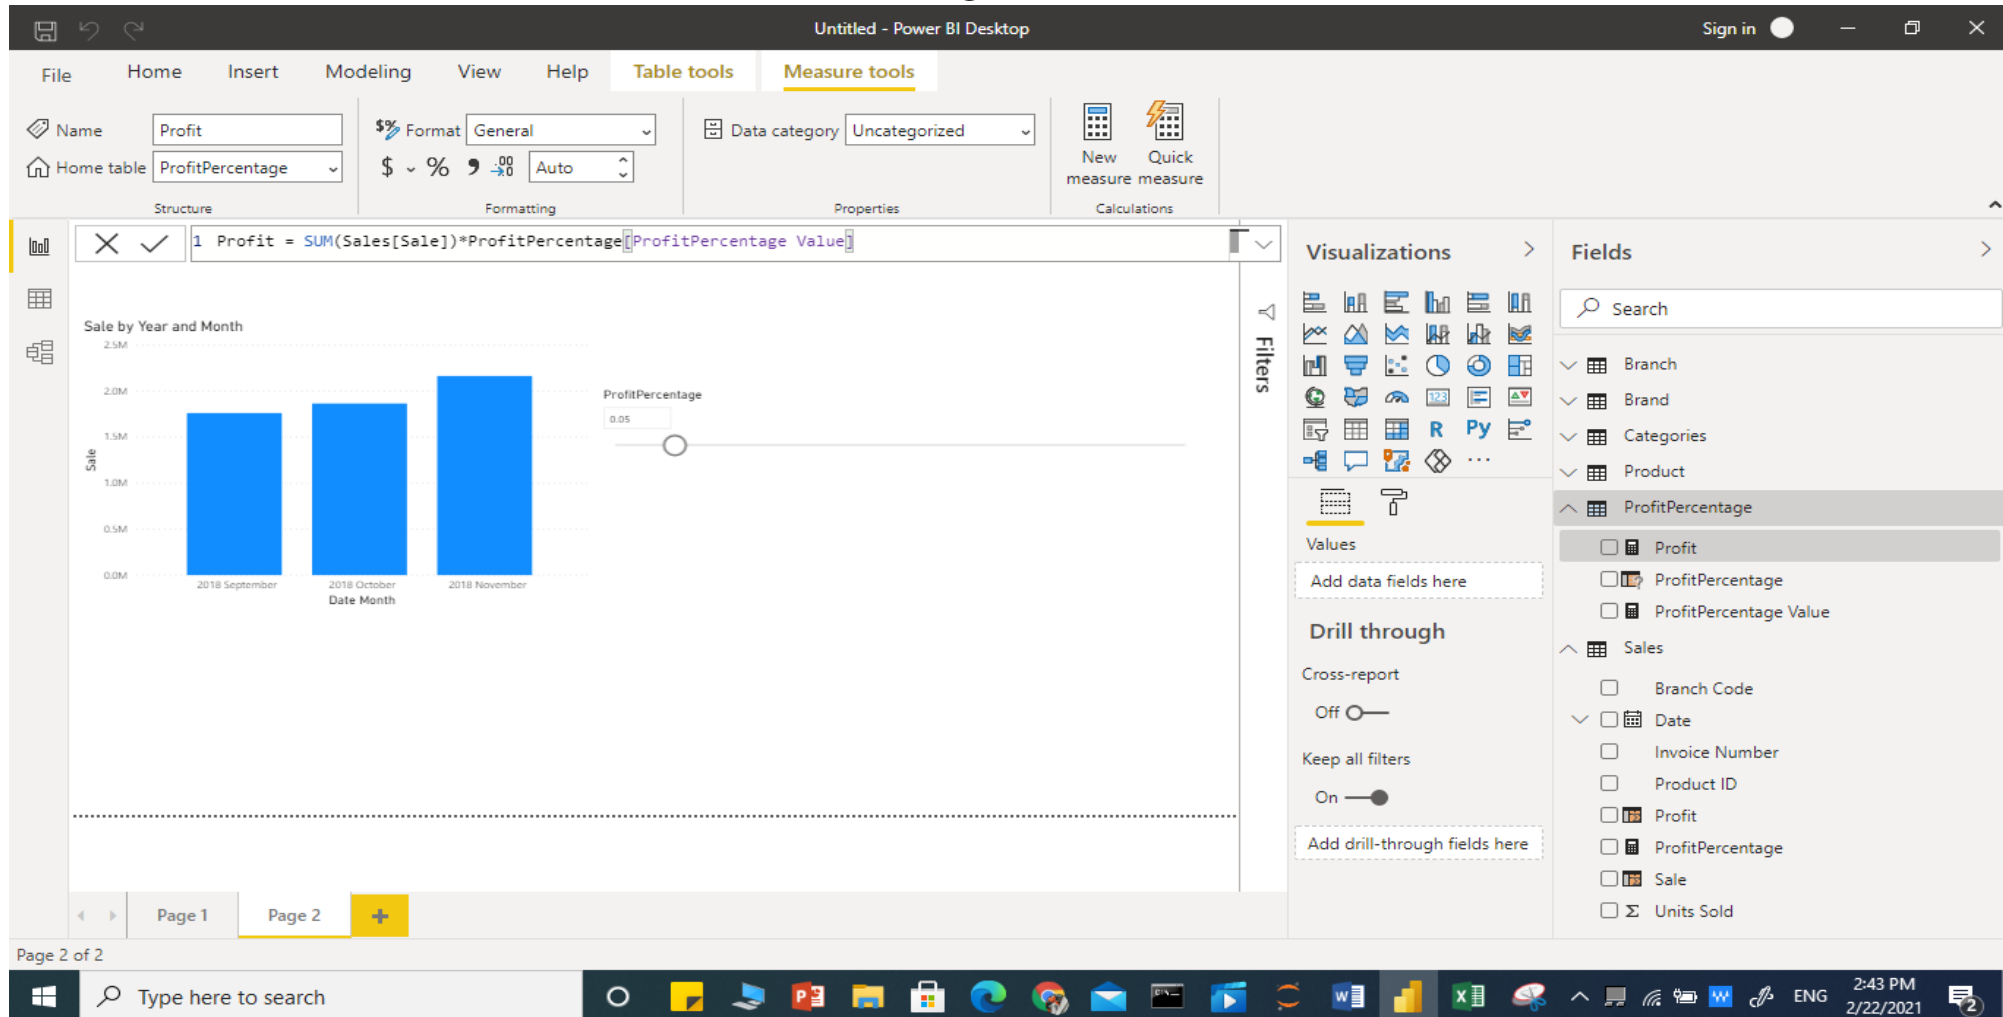 Untitled - Power BI Desktop
Sign in
File
Home
Insert
Modeling
View
Help
Table tools
Measure tools
Name
Profit
Home table
ProfitPercentage
Structure
$% Format
General
$ % 9 .00 →0
Auto
Formatting
Data category
Uncategorized
Properties
New measure
Quick measure
Calculations
1 Profit = SUM(Sales[Sale])*ProfitPercentage[ProfitPercentage Value]
Sale by Year and Month
2.5M
2.0M
1.5M
1.0M
0.5M
0.0M
Sale
2018 September
2018 October
2018 November
Date Month
ProfitPercentage
0.05
Filters
Visualizations
123
R
Py
...
Values
Add data fields here
Drill through
Cross-report
Off
Keep all filters
On
Add drill-through fields here
Fields
Search
Branch
Brand
Categories
Product
ProfitPercentage
Profit
ProfitPercentage
ProfitPercentage Value
Sales
Branch Code
Date
Invoice Number
Product ID
Profit
ProfitPercentage
Sale
Σ Units Sold
Page 1
Page 2
+
Page 2 of 2
Type here to search
ENG
2:43 PM
2/22/2021
2